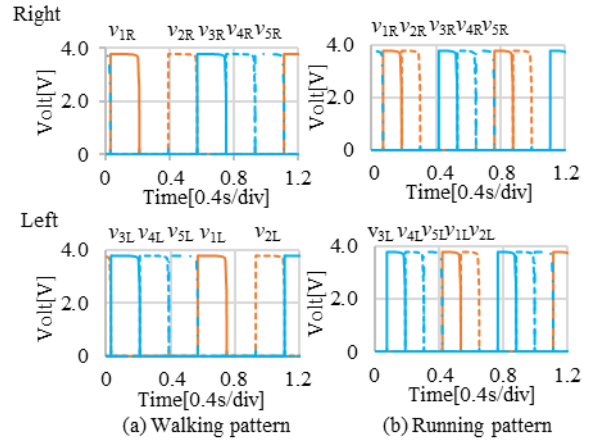 Right
v1R v2R v3R v4R v5R
v1R v2R v3R v4R v5R
Volt[V]
4.0
2.0
0
0 0.4 0.8 1.2
Time[0.4s/div]
Volt[V]
4.0
2.0
0
0 0.4 0.8 1.2
Time[0.4s/div]
Left
v3L v4L v5L v1L v2L
v3L v4L v5L v1L v2L
Volt[V]
4.0
2.0
0
0 0.4 0.8 1.2
Time[0.4s/div]
Volt[V]
4.0
2.0
0
0 0.4 0.8 1.2
Time[0.4s/div]
(a) Walking pattern
(b) Running pattern